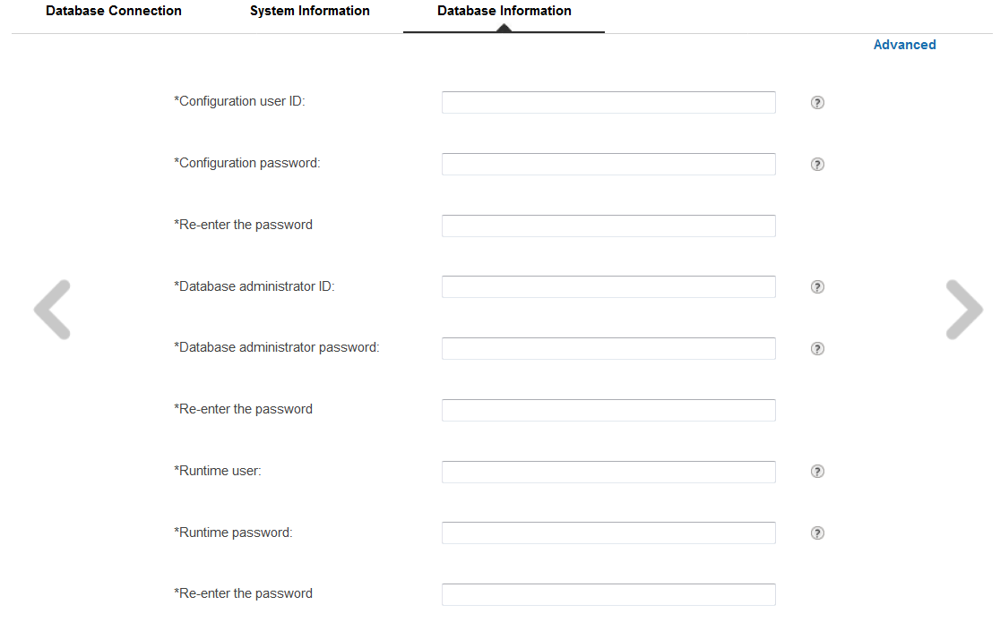 Database Connection System Information Database Information
Advanced
*Configuration user ID: ?
*Configuration password: ?
*Re-enter the password
*Database administrator ID: ?
*Database administrator password: ?
*Re-enter the password
*Runtime user: ?
*Runtime password: ?
*Re-enter the password